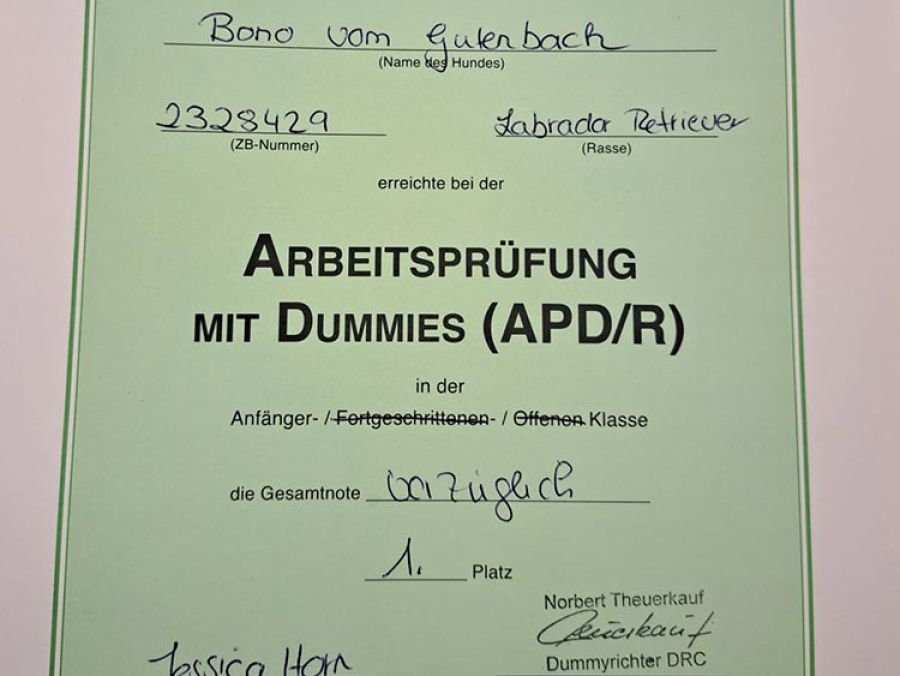 Bono vom Gutenbach
(Name des Hundes)
2328429 Labrador Retriever
(ZB-Nummer) (Rasse)
erreichte bei der
ARBEITSPRÜFUNG
MIT DUMMIES (APD/R)
in der
Anfänger- / Fortgeschrittenen- / Offenen Klasse
die Gesamtnote vorzüglich
1. Platz
Norbert Theuerkauf
Theuerkauf
Jessica Horn Dummyrichter DRC